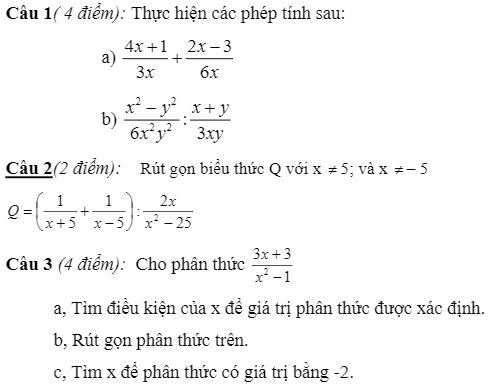 Câu 1( 4 điểm): Thực hiện các phép tính sau:
a) \frac{4x+1}{3x}+\frac{2x-3}{6x}
b) \frac{x^2-y^2}{6x^2y^2}:\frac{x+y}{3xy}
Câu 2(2 điểm): Rút gọn biểu thức Q với x ≠ 5; và x ≠ – 5
Q=\left(\frac{1}{x+5}+\frac{1}{x-5}\right):\frac{2x}{x^2-25}
Câu 3 (4 điểm): Cho phân thức \frac{3x+3}{x^2-1}
a, Tìm điều kiện của x để giá trị phân thức được xác định.
b, Rút gọn phân thức trên.
c, Tìm x để phân thức có giá trị bằng -2.